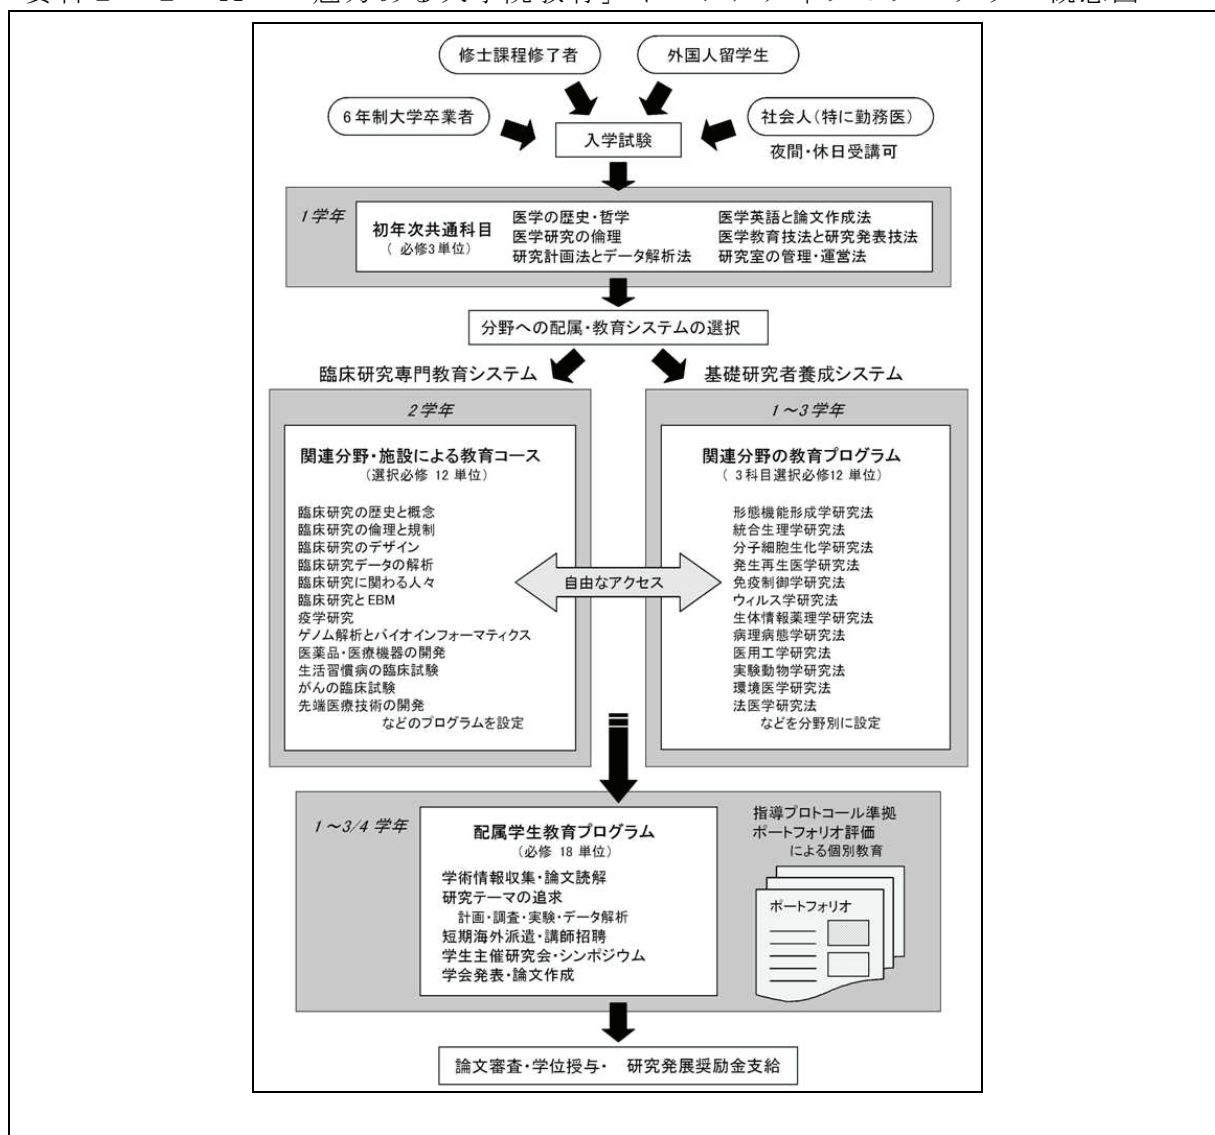 修士課程修了者
外国人留学生
6年制大学卒業者
社会人(特に勤務医)
入学試験
夜間・休日受講可
1学年
初年次共通科目
( 必修3単位)
医学の歴史・哲学
医学研究の倫理
研究計画法とデータ解析法
医学英語と論文作成法
医学教育技法と研究発表技法
研究室の管理・運営法
分野への配属・教育システムの選択
臨床研究専門教育システム
基礎研究者養成システム
2学年
関連分野・施設による教育コース
(選択必修 12 単位)
臨床研究の歴史と概念
臨床研究の倫理と規制
臨床研究のデザイン
臨床研究データの解析
臨床研究に関わる人々
臨床研究とEBM
疫学研究
ゲノム解析とバイオインフォーマティクス
医薬品・医療機器の開発
生活習慣病の臨床試験
がんの臨床試験
先端医療技術の開発
などのプログラムを設定
自由なアクセス
1~3学年
関連分野の教育プログラム
( 3科目選択必修12 単位)
形態機能形成学研究法
統合生理学研究法
分子細胞生化学研究法
発生再生医学研究法
免疫制御学研究法
ウィルス学研究法
生体情報薬理学研究法
病理病態学研究法
医用工学研究法
実験動物学研究法
環境医学研究法
法医学研究法
などを分野別に設定
1~3/4 学年
配属学生教育プログラム
(必修 18 単位)
学術情報収集・論文読解
研究テーマの追求
計画・調査・実験・データ解析
短期海外派遣・講師招聘
学生主催研究会・シンポジウム
学会発表・論文作成
指導プロトコール準拠
ポートフォリオ評価
による個別教育
ポートフォリオ
論文審査・学位授与・ 研究発展奨励金支給